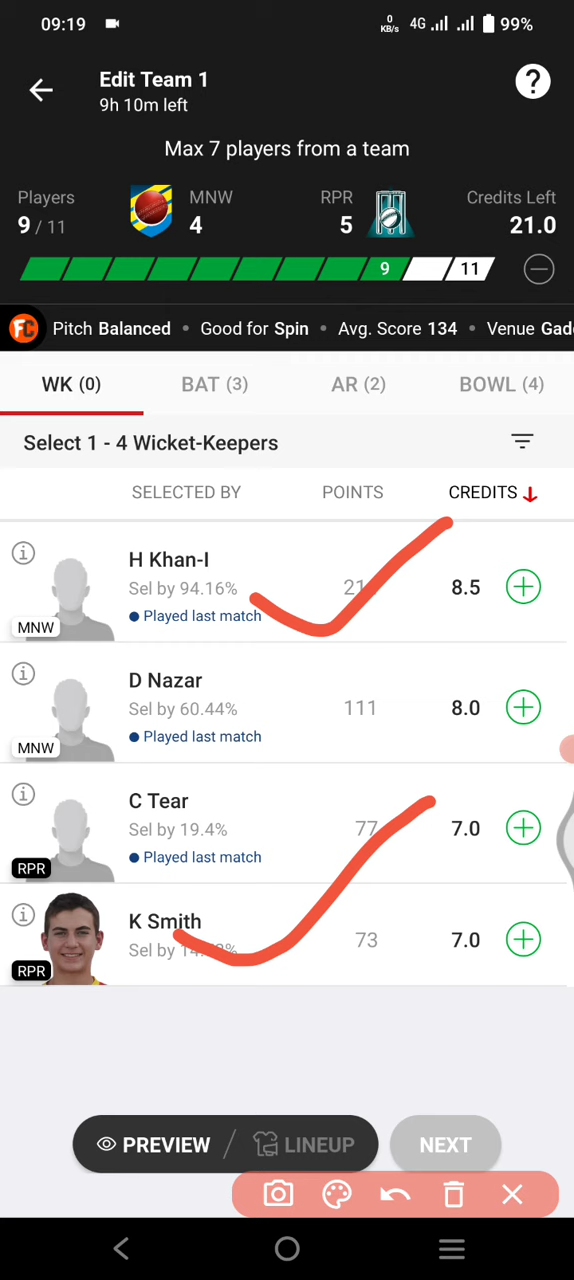 09:19 0 KB/s 4G 99%
Edit Team 1 ?
9h 10m left
Max 7 players from a team
Players MNW RPR Credits Left
9 / 11 4 5 21.0
9 11
FC Pitch Balanced • Good for Spin • Avg. Score 134 • Venue Gad
WK (0) BAT (3) AR (2) BOWL (4)
Select 1 - 4 Wicket-Keepers
SELECTED BY POINTS CREDITS
H Khan-I
Sel by 94.16% 8.5
Played last match
MNW
D Nazar
Sel by 60.44% 111 8.0
Played last match
MNW
C Tear
Sel by 19.4% 77 7.0
Played last match
RPR
K Smith
Sel by 73 7.0
RPR
PREVIEW / LINEUP NEXT